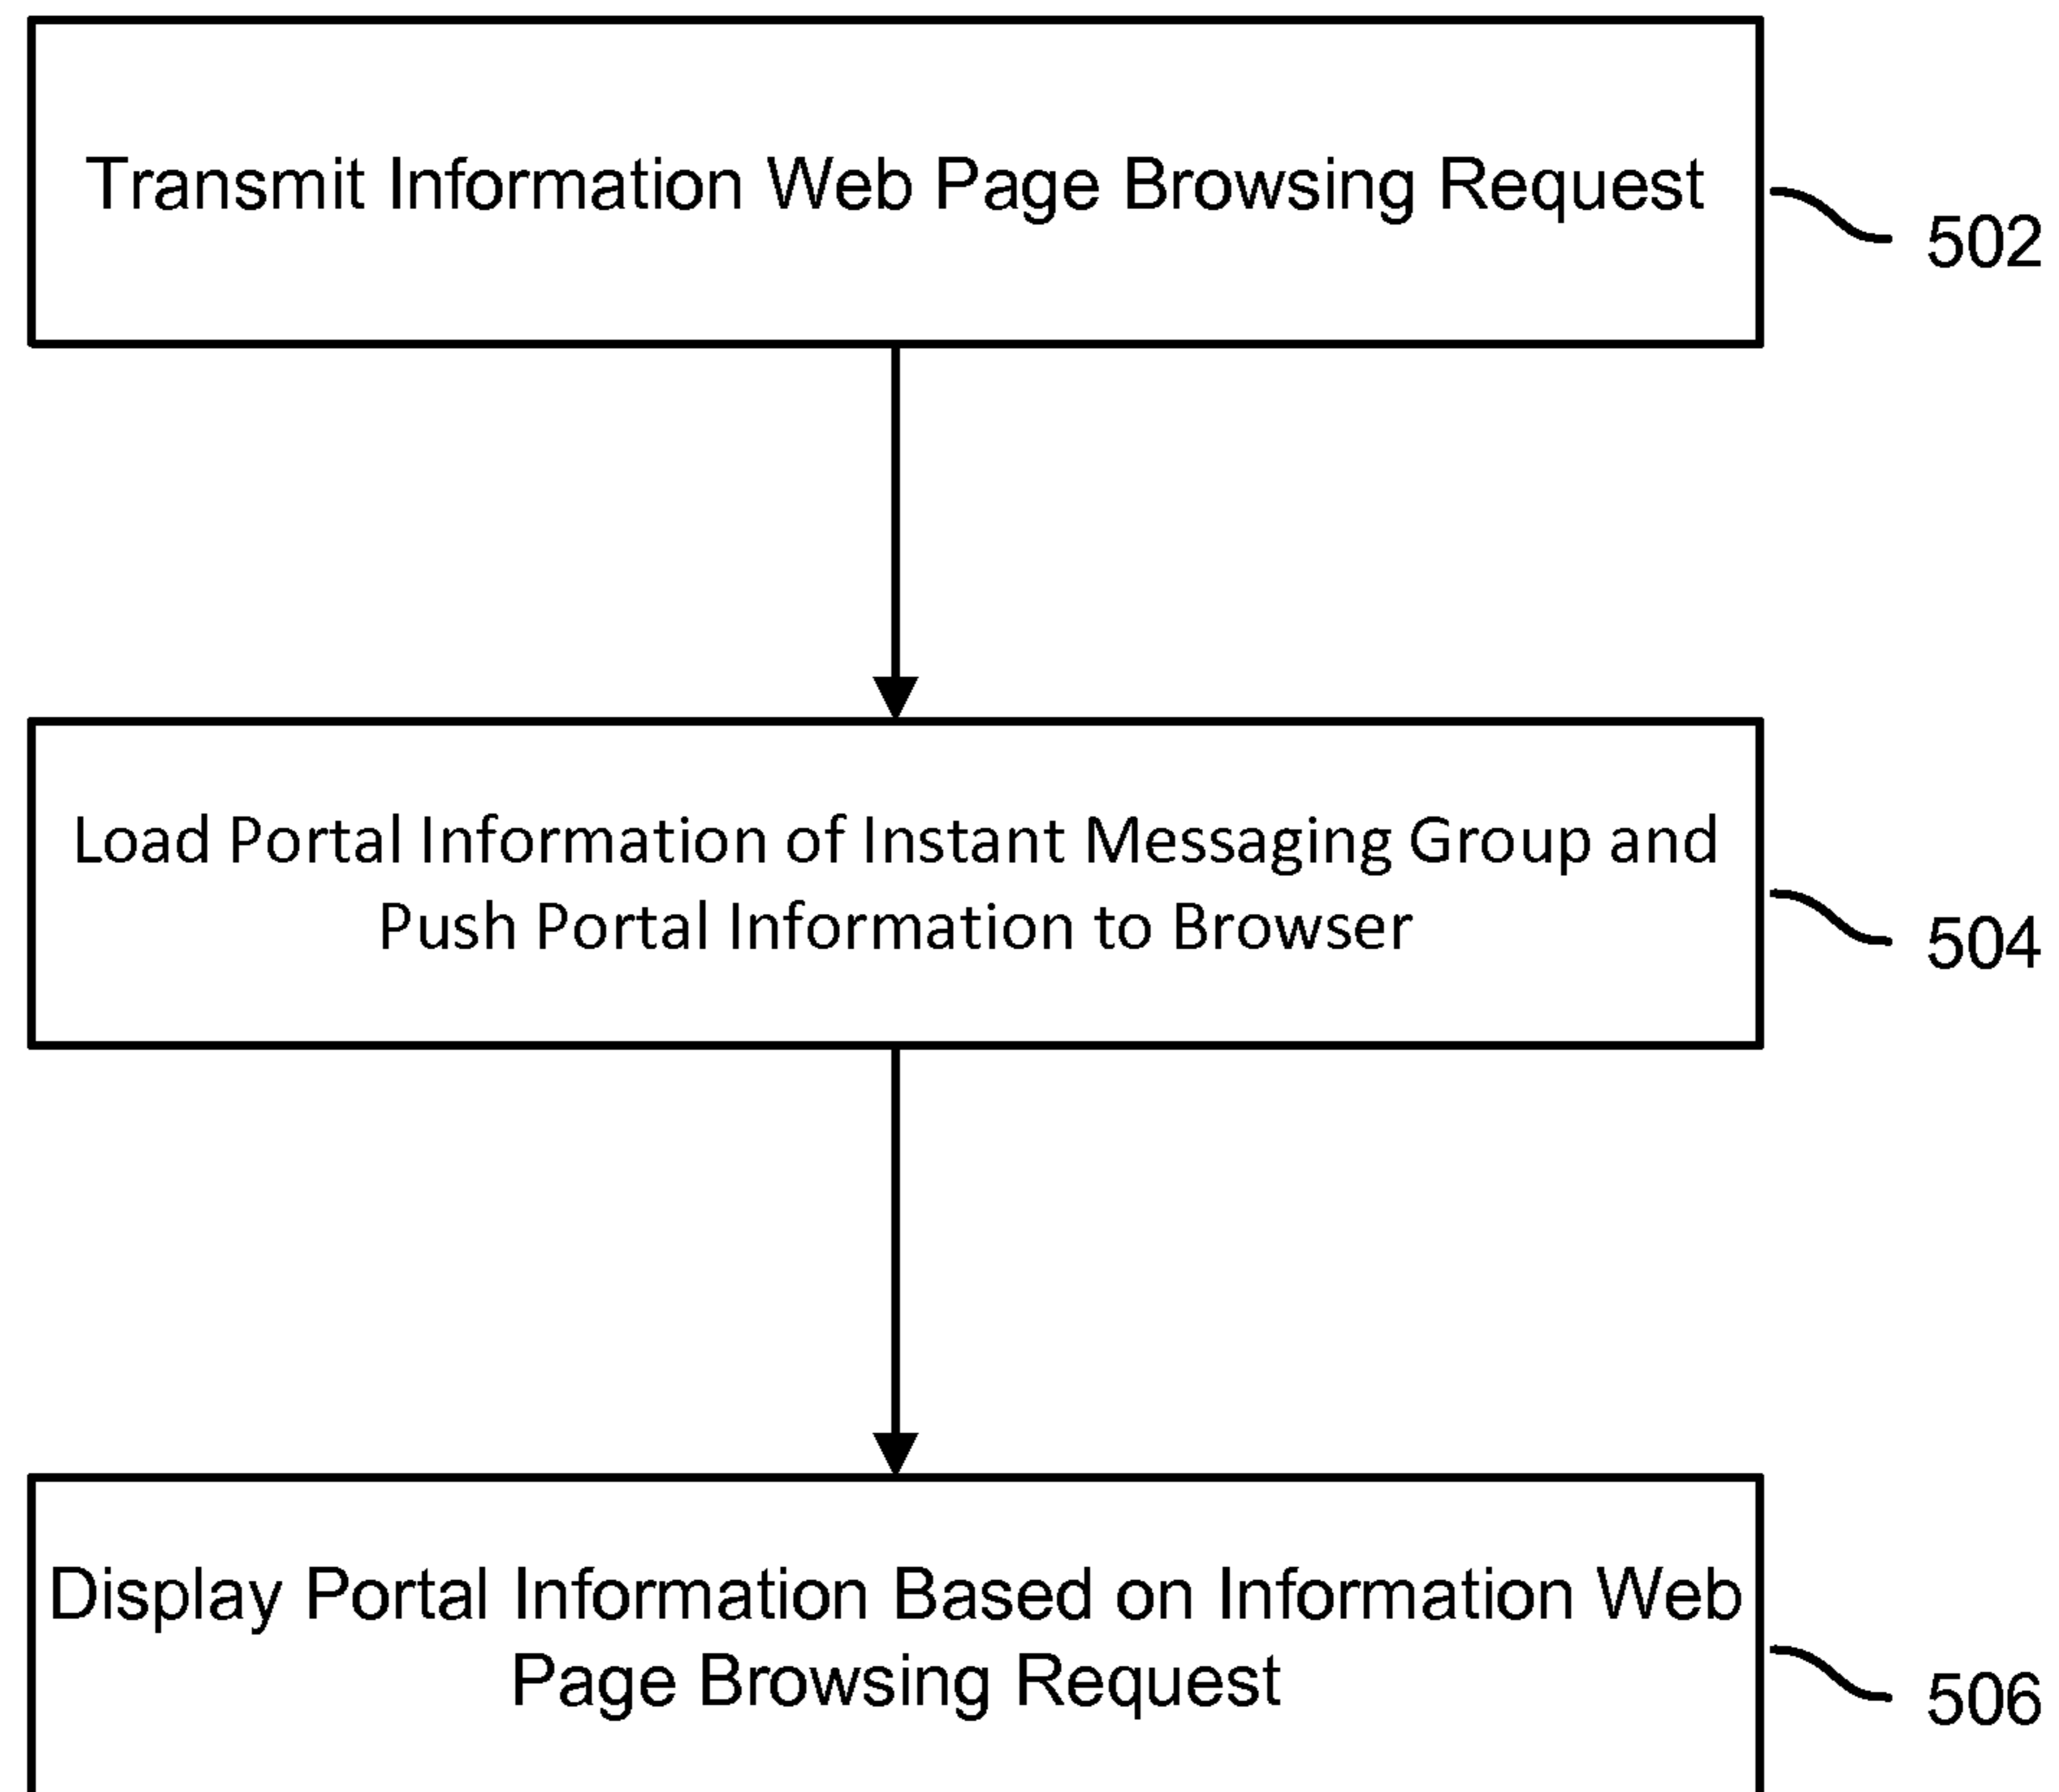 Transmit Information Web Page Browsing Request
502
Load Portal Information of Instant Messaging Group and
Push Portal Information to Browser
504
Display Portal Information Based on Information Web
Page Browsing Request
506